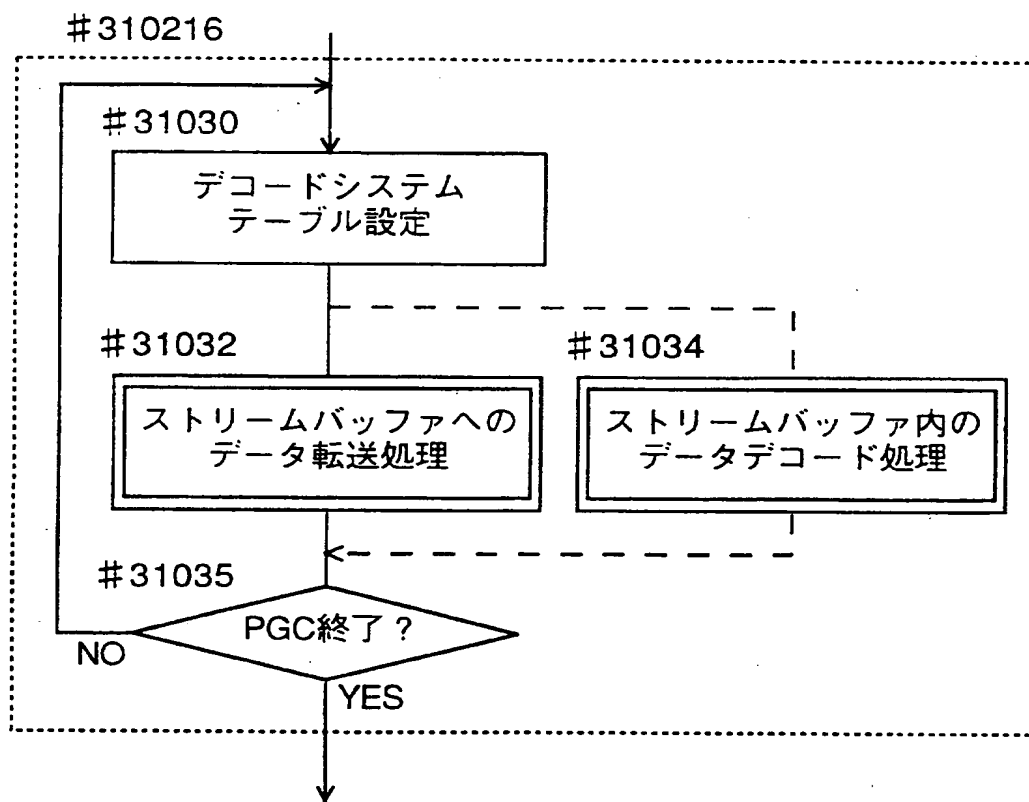 #310216
#31030
デコードシステム
テーブル設定
#31032
ストリームバッファへの
データ転送処理
#31034
ストリームバッファ内の
データデコード処理
#31035
PGC終了?
NO
YES